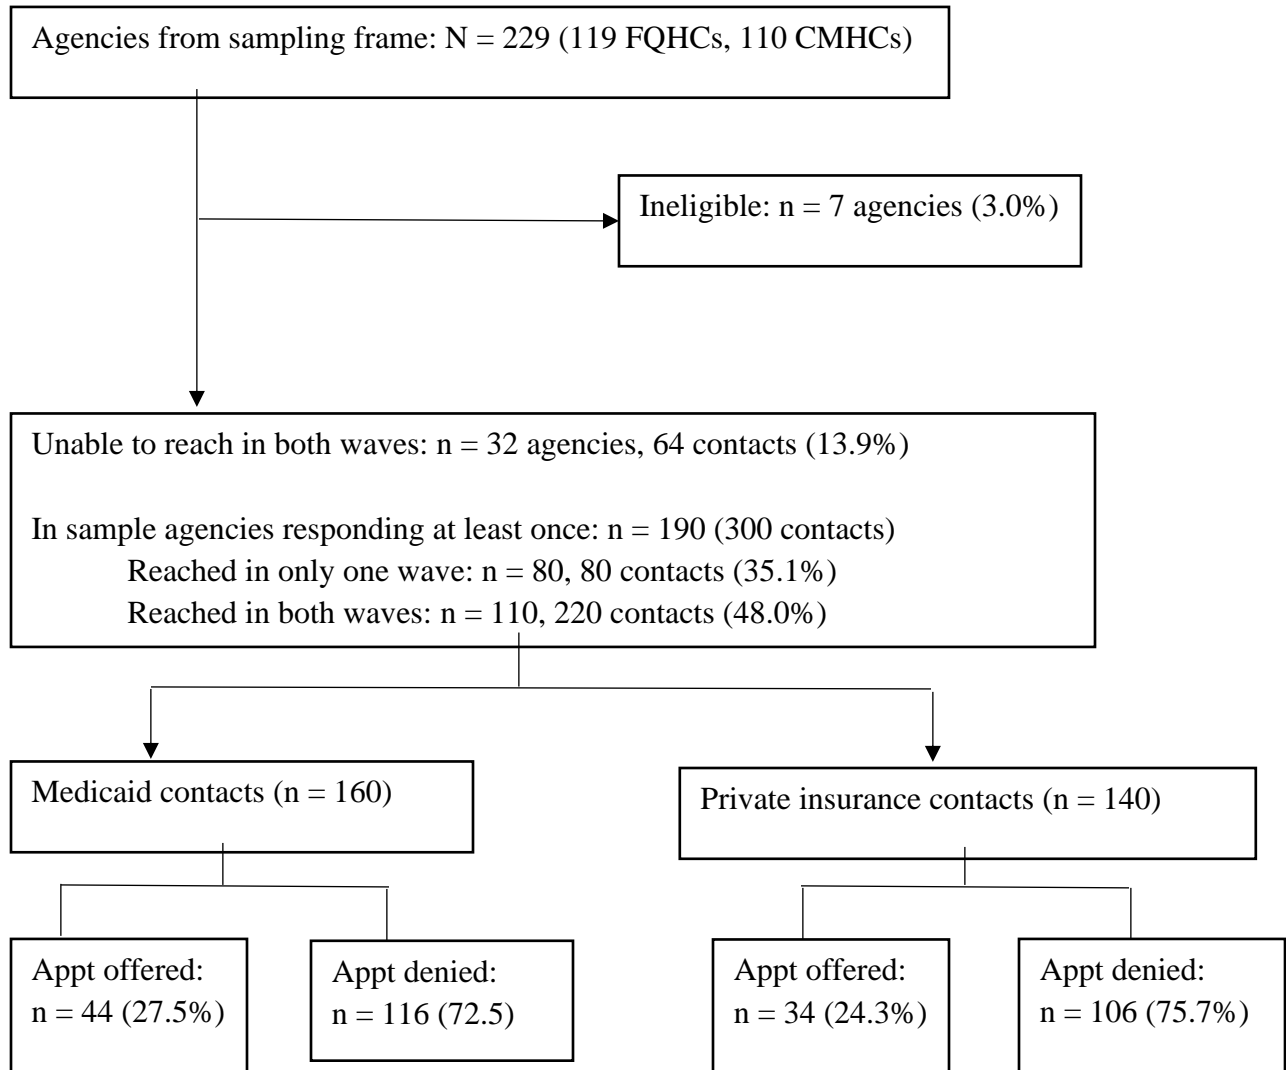 Agencies from sampling frame: N = 229 (119 FQHCs, 110 CMHCs)
Ineligible: n = 7 agencies (3.0%)
Unable to reach in both waves: n = 32 agencies, 64 contacts (13.9%)
In sample agencies responding at least once: n = 190 (300 contacts)
Reached in only one wave: n = 80, 80 contacts (35.1%)
Reached in both waves: n = 110, 220 contacts (48.0%)
Medicaid contacts (n = 160)
Private insurance contacts (n = 140)
Appt offered:
n = 44 (27.5%)
Appt denied:
n = 116 (72.5)
Appt offered:
n = 34 (24.3%)
Appt denied:
n = 106 (75.7%)